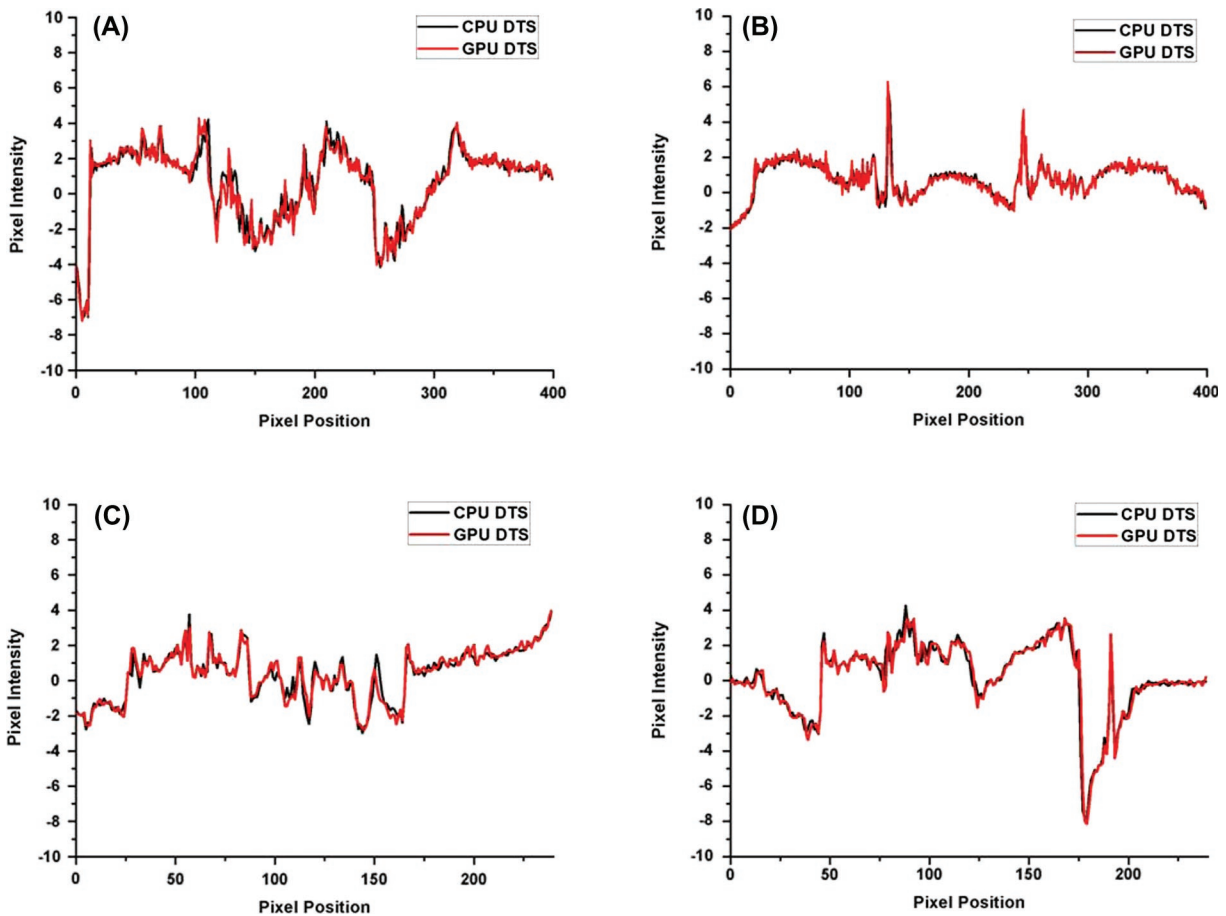 (A)
CPU DTS
GPU DTS
10
8
6
4
2
0
-2
-4
-6
-8
-10
Pixel Intensity
0 100 200 300 400
Pixel Position
(B)
CPU DTS
GPU DTS
10
8
6
4
2
0
-2
-4
-6
-8
-10
Pixel Intensity
0 100 200 300 400
Pixel Position
(C)
CPU DTS
GPU DTS
10
8
6
4
2
0
-2
-4
-6
-8
-10
Pixel Intensity
0 50 100 150 200
Pixel Position
(D)
CPU DTS
GPU DTS
10
8
6
4
2
0
-2
-4
-6
-8
-10
Pixel Intensity
0 50 100 150 200
Pixel Position